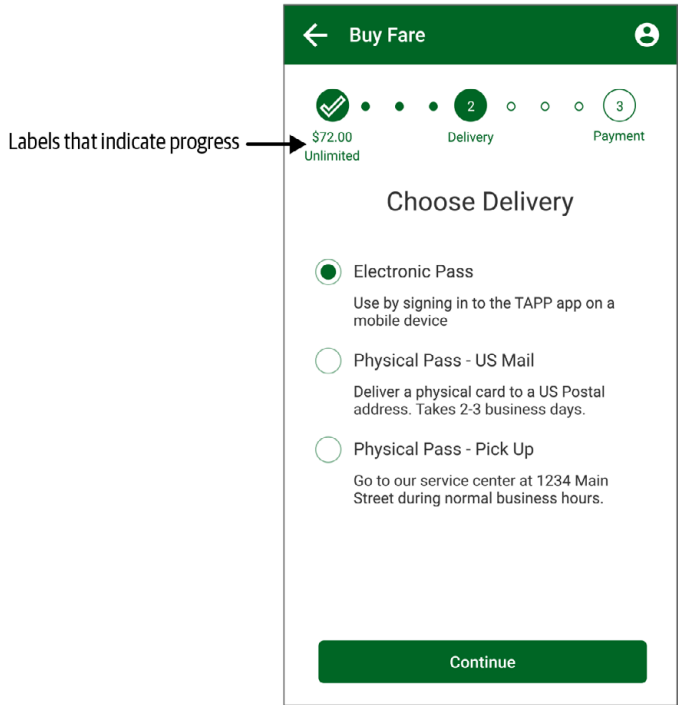 Buy Fare
2
3
Labels that indicate progress
$72.00
Unlimited
Delivery
Payment
Choose Delivery
Electronic Pass
Use by signing in to the TAPP app on a
mobile device
Physical Pass - US Mail
Deliver a physical card to a US Postal
address. Takes 2-3 business days.
Physical Pass - Pick Up
Go to our service center at 1234 Main
Street during normal business hours.
Continue